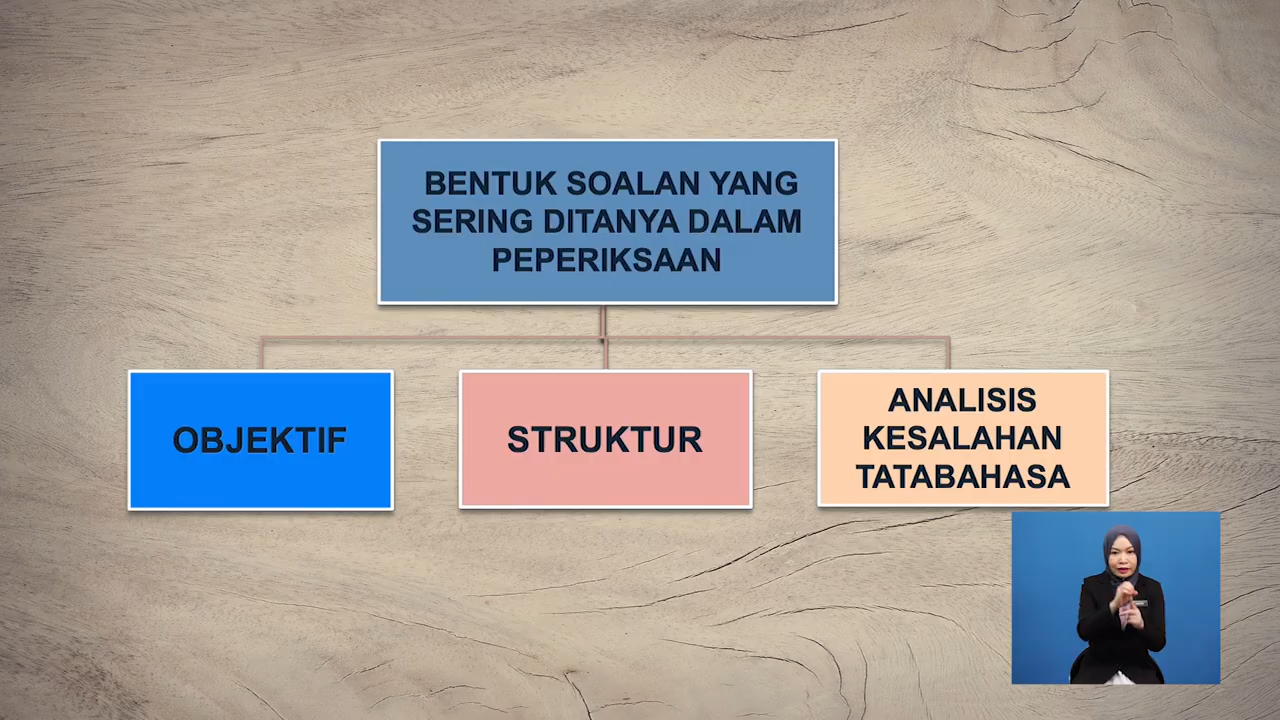 BENTUK SOALAN YANG
SERING DITANYA DALAM
PEPERIKSAAN
OBJEKTIF
STRUKTUR
ANALISIS
KESALAHAN
TATABAHASA